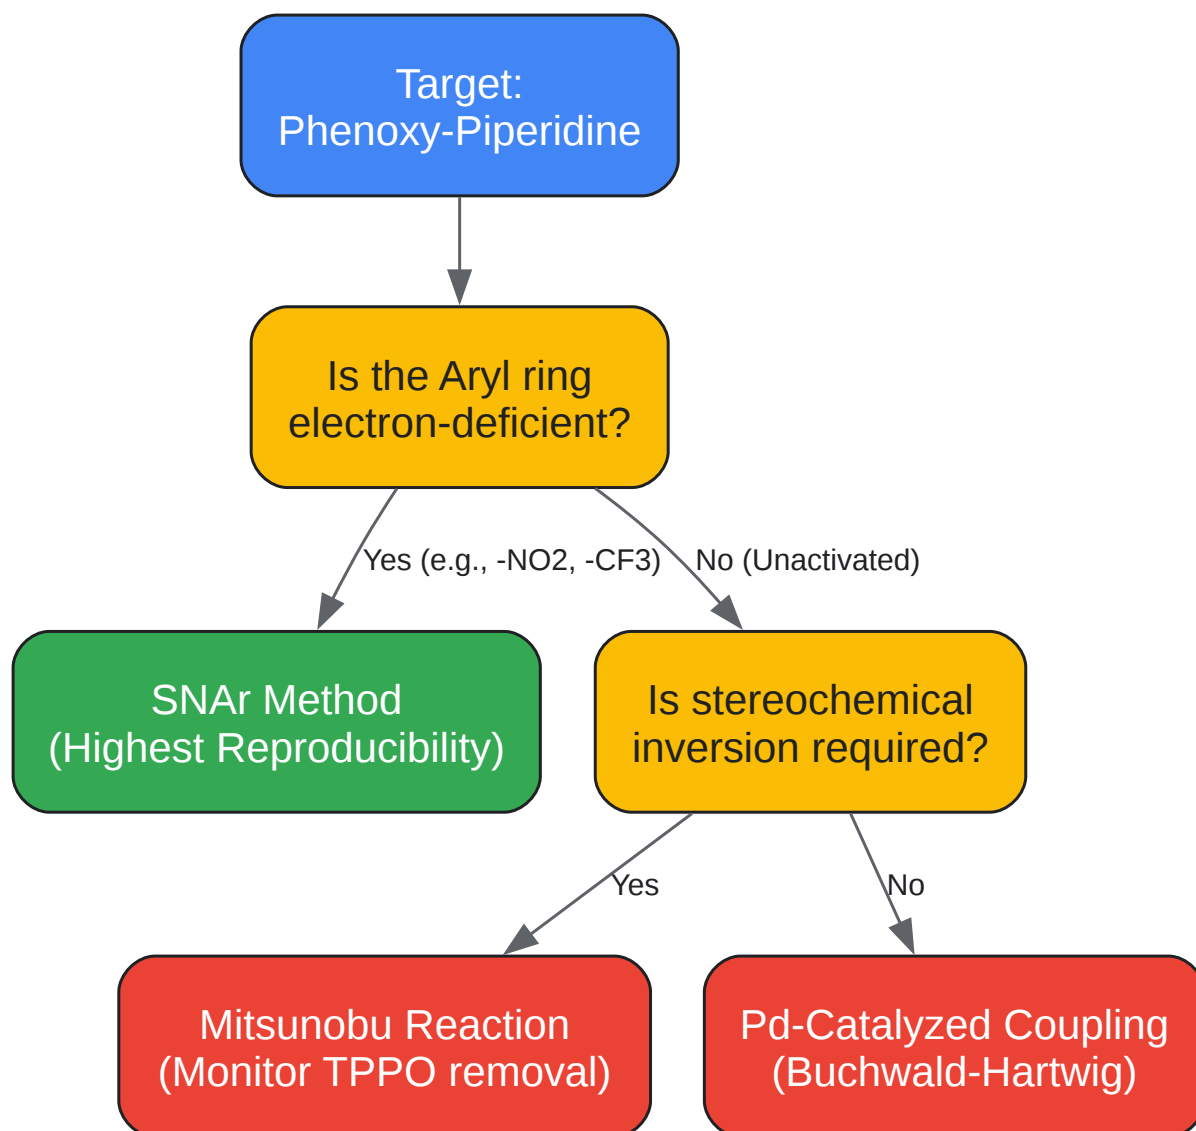 Target:
Phenoxy-Piperidine
Is the Aryl ring
electron-deficient?
Yes (e.g., -NO2, -CF3)
No (Unactivated)
SNAr Method
(Highest Reproducibility)
Is stereochemical
inversion required?
Yes
No
Mitsunobu Reaction
(Monitor TPPO removal)
Pd-Catalyzed Coupling
(Buchwald-Hartwig)